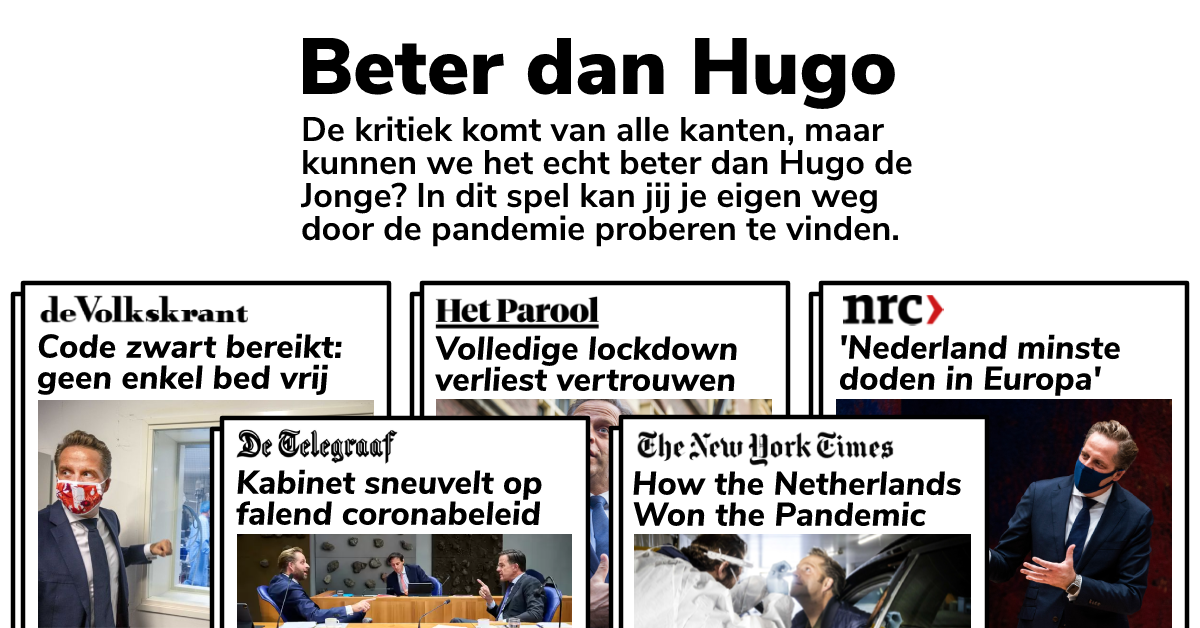 Beter dan Hugo
De kritiek komt van alle kanten, maar
kunnen we het echt beter dan Hugo de
Jonge? In dit spel kan jij je eigen weg
door de pandemie proberen te vinden.
de Volkskrant
Code zwart bereikt:
geen enkel bed vrij
Het Parool
Volledige lockdown
verliest vertrouwen
nrc
'Nederland minste
doden in Europa'
De Telegraaf
Kabinet sneuvelt op
falend coronabeleid
The New York Times
How the Netherlands
Won the Pandemic